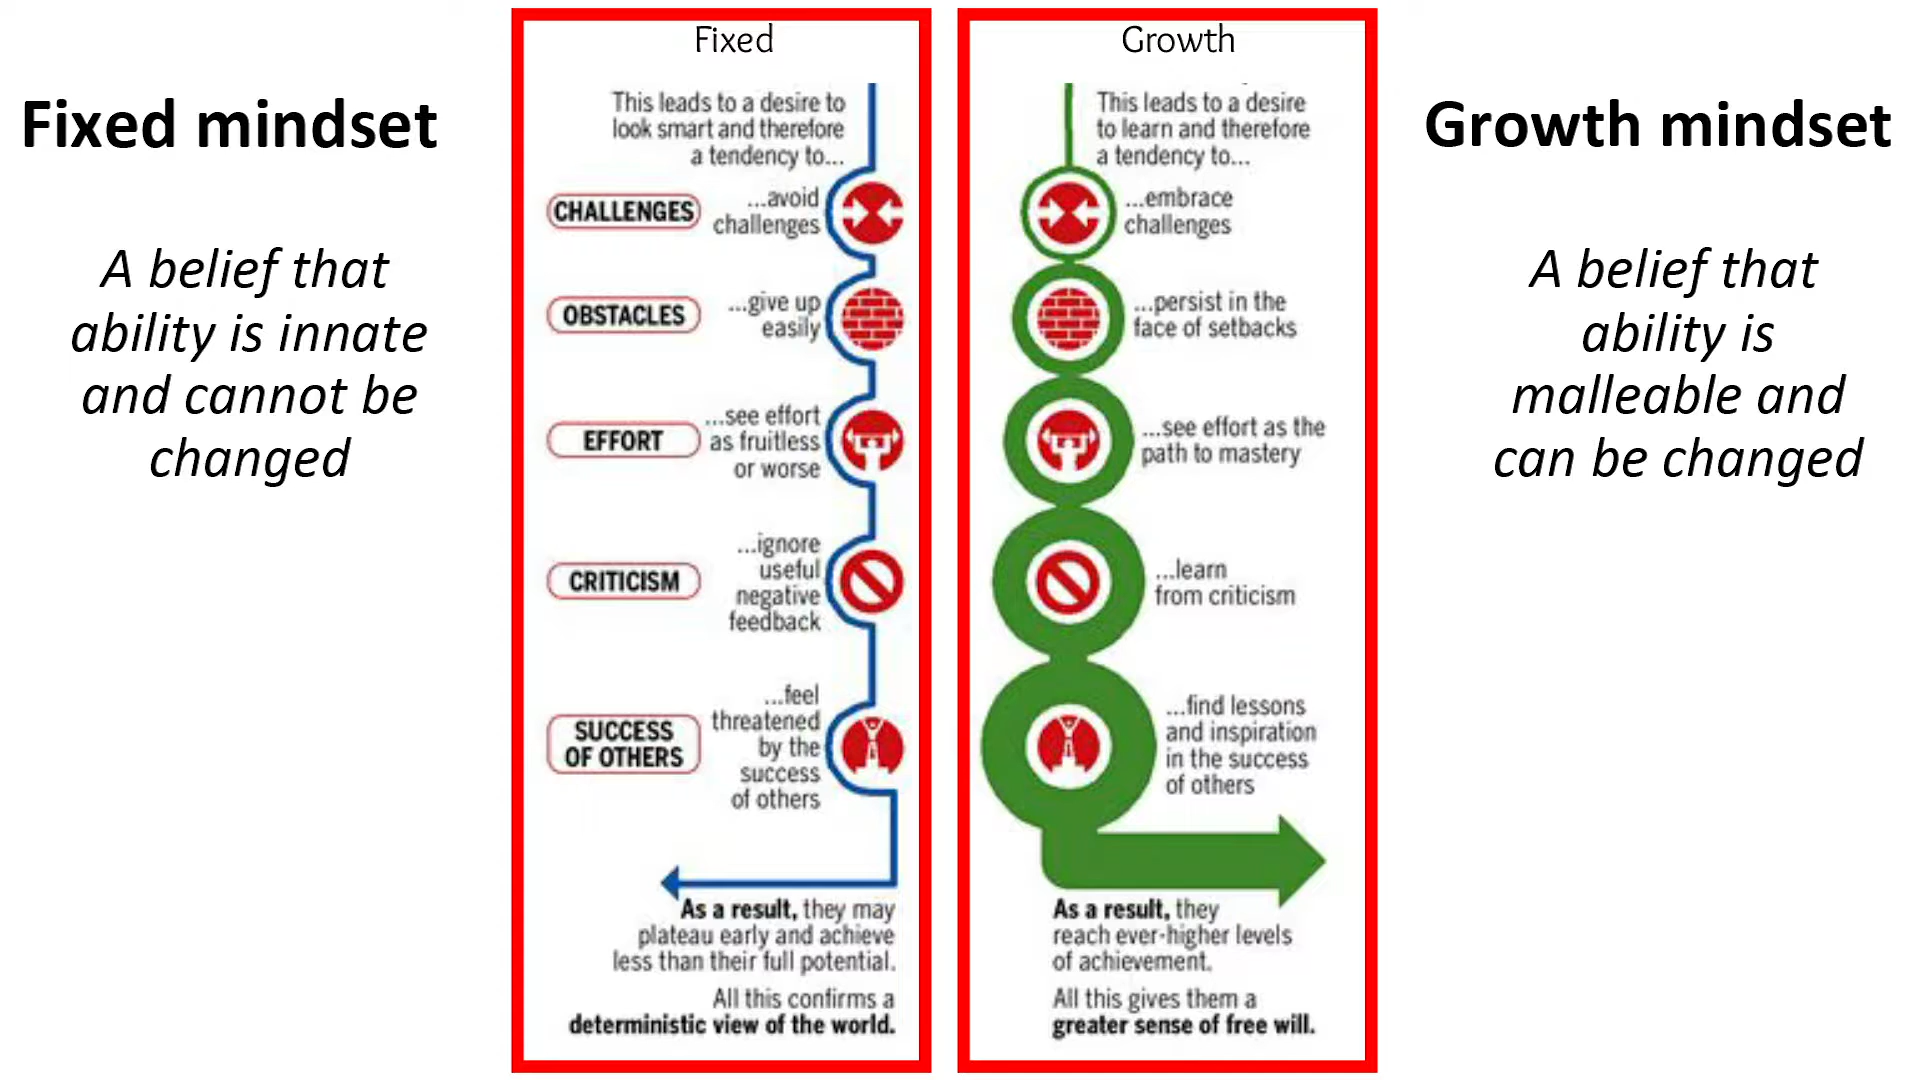 Fixed mindset
A belief that
ability is innate
and cannot be
changed
Fixed
This leads to a desire to
look smart and therefore
a tendency to...
CHALLENGES
...avoid
challenges
OBSTACLES
...give up
easily
EFFORT
...see effort
as fruitless
or worse
CRITICISM
...ignore
useful
negative
feedback
SUCCESS
OF OTHERS
...feel
threatened
by the
success
of others
As a result, they may
plateau early and achieve
less than their full potential.
All this confirms a
deterministic view of the world.
Growth
This leads to a desire
to learn and therefore
a tendency to...
...embrace
challenges
...persist in the
face of setbacks
...see effort as the
path to mastery
...learn
from criticism
...find lessons
and inspiration
in the success
of others
As a result, they
reach ever-higher levels
of achievement.
All this gives them a
greater sense of free will.
Growth mindset
A belief that
ability is
malleable and
can be changed